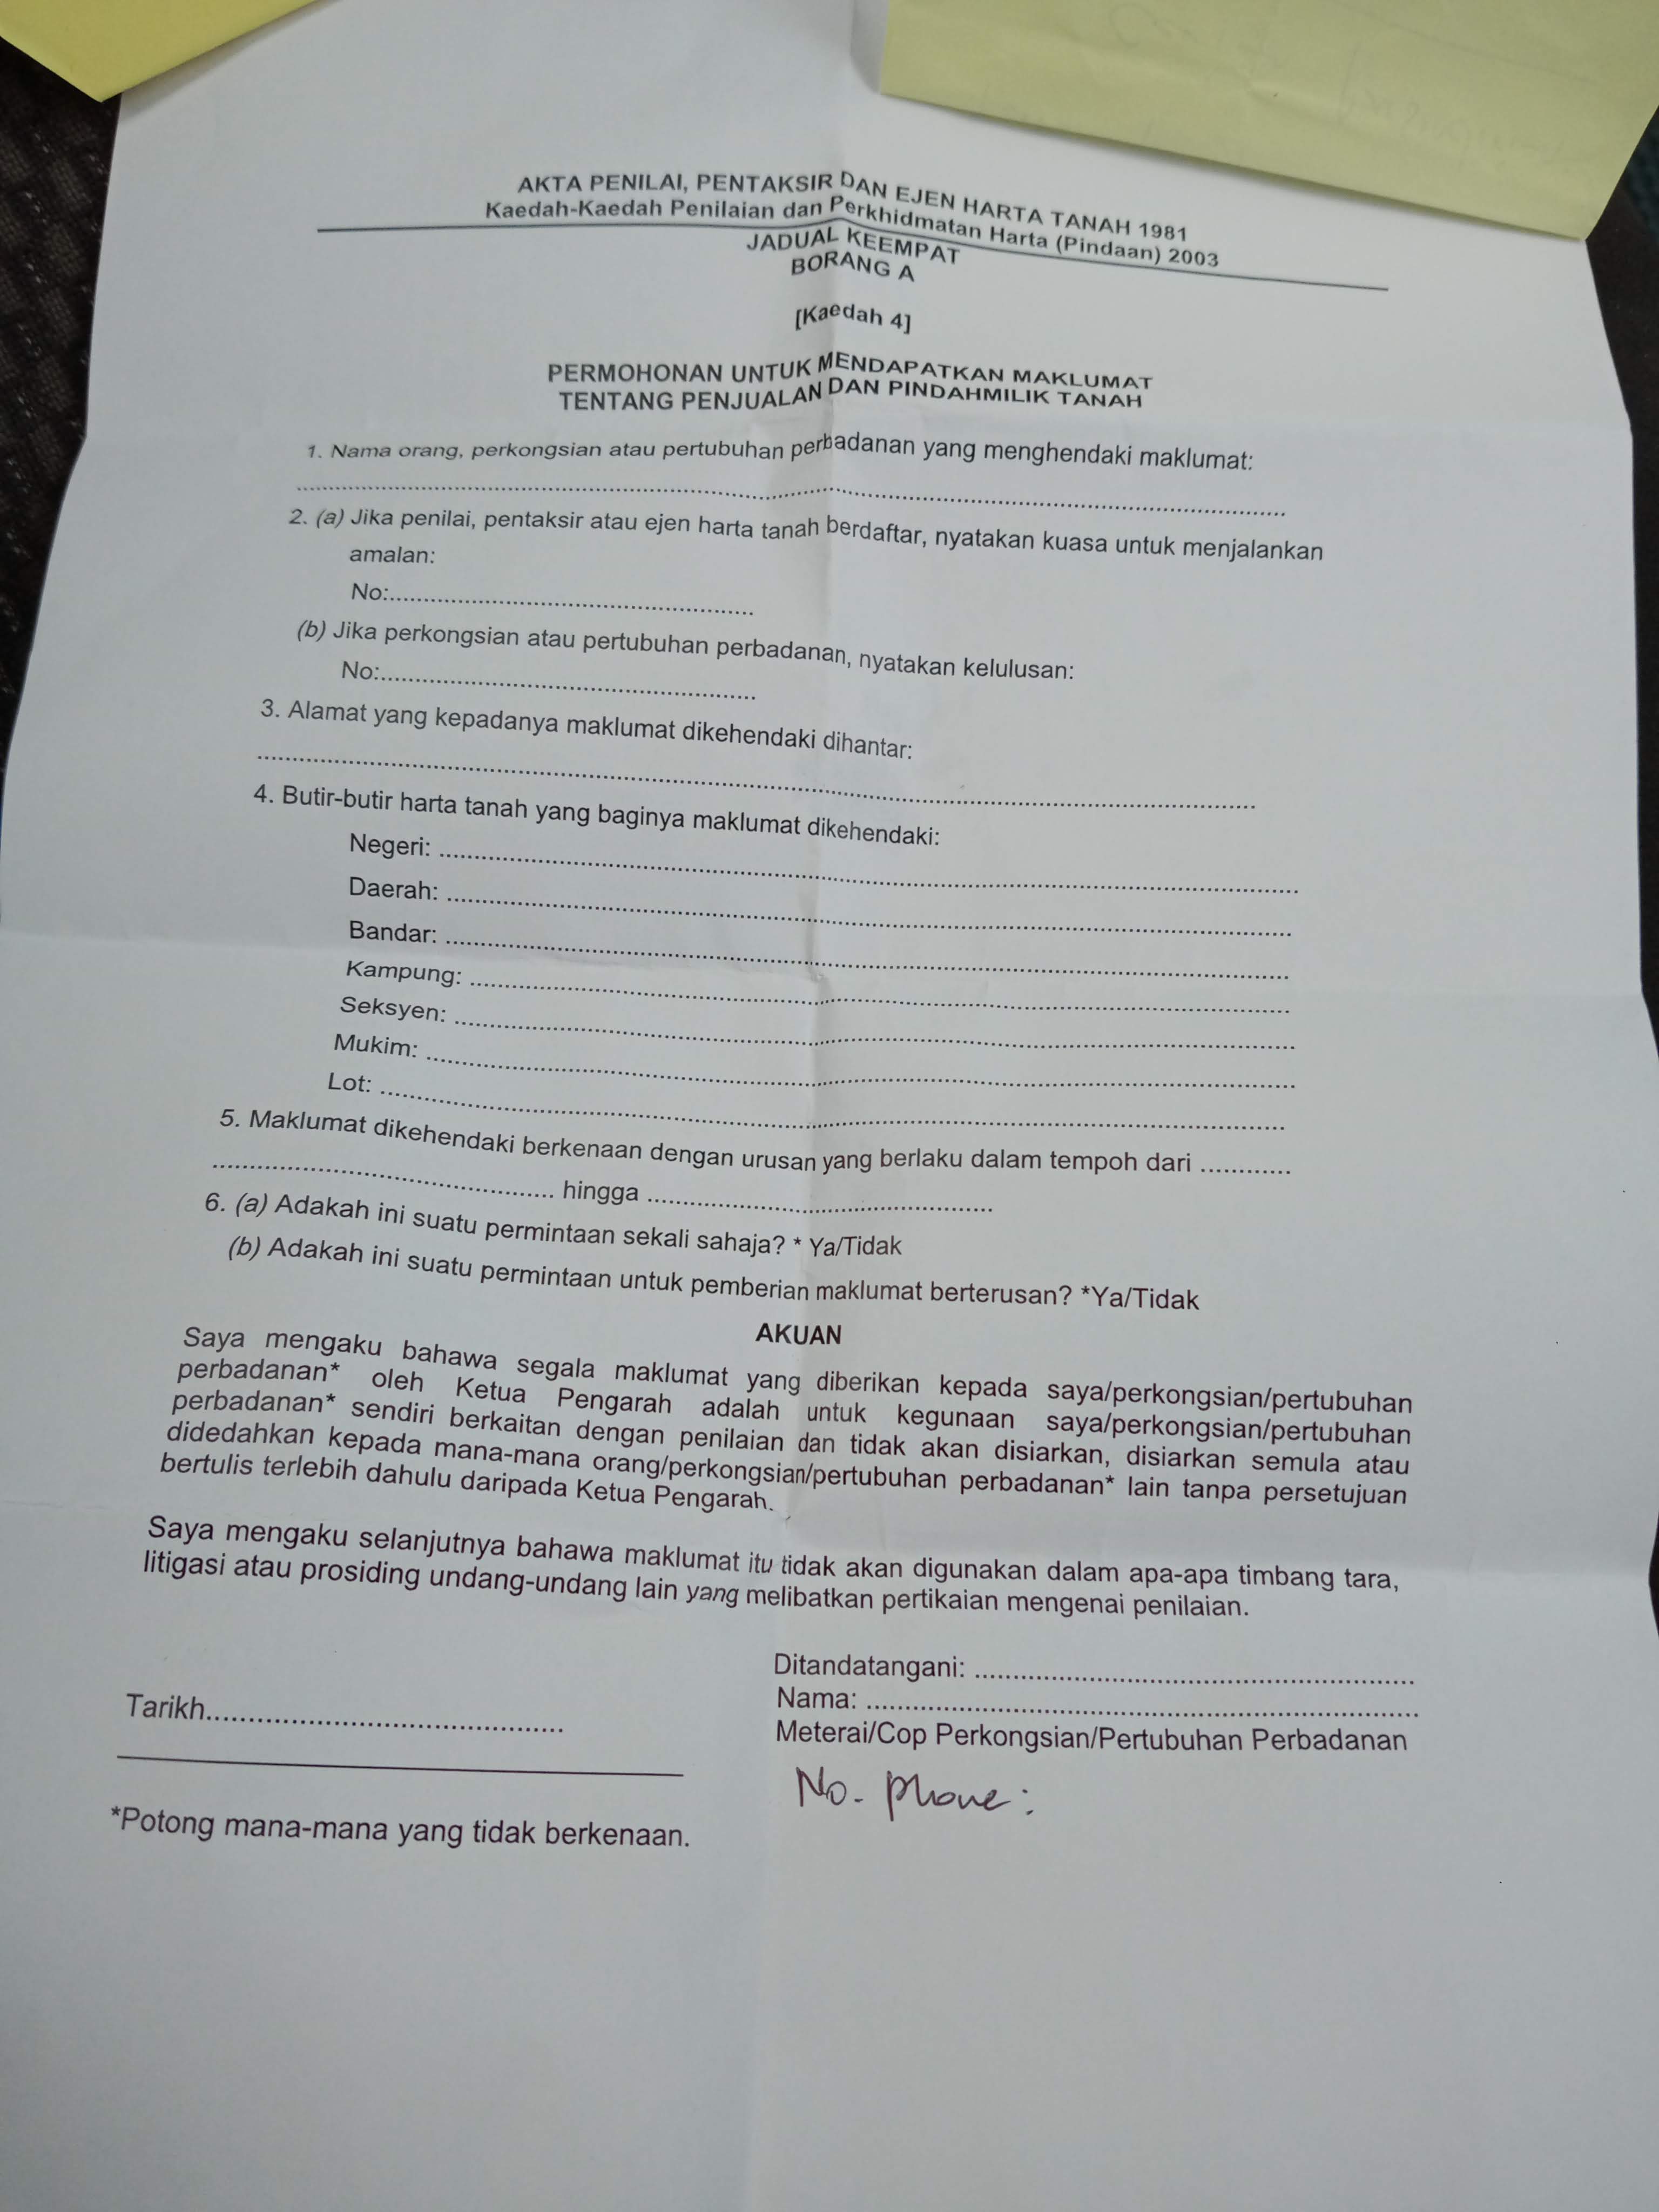 AKTA PENILAI, PENTAKSIR DAN EJEN HARTA TANAH 1981
Kaedah-Kaedah Penilaian dan Perkhidmatan Harta (Pindaan) 2003
JADUAL KEEMPAT
BORANG A
[Kaedah 4]
PERMOHONAN UNTUK MENDAPATKAN MAKLUMAT
TENTANG PENJUALAN DAN PINDAHMILIK TANAH
1. Nama orang, perkongsian atau pertubuhan perbadanan yang menghendaki maklumat:
2. (a) Jika penilai, pentaksir atau ejen harta tanah berdaftar, nyatakan kuasa untuk menjalankan
amalan:
No:
(b) Jika perkongsian atau pertubuhan perbadanan, nyatakan kelulusan:
No:
3. Alamat yang kepadanya maklumat dikehendaki dihantar:
4. Butir-butir harta tanah yang baginya maklumat dikehendaki:
Negeri:
Daerah:
Bandar:
Kampung:
Seksyen:
Mukim:
Lot:
5. Maklumat dikehendaki berkenaan dengan urusan yang berlaku dalam tempoh dari
hingga
6. (a) Adakah ini suatu permintaan sekali sahaja? * Ya/Tidak
(b) Adakah ini suatu permintaan untuk pemberian maklumat berterusan? *Ya/Tidak
AKUAN
Saya mengaku bahawa segala maklumat yang diberikan kepada saya/perkongsian/pertubuhan
perbadanan* oleh Ketua Pengarah adalah untuk kegunaan saya/perkongsian/pertubuhan
perbadanan* sendiri berkaitan dengan penilaian dan tidak akan disiarkan, disiarkan semula atau
didedahkan kepada mana-mana orang/perkongsian/pertubuhan perbadanan* lain tanpa persetujuan
bertulis terlebih dahulu daripada Ketua Pengarah.
Saya mengaku selanjutnya bahawa maklumat itu tidak akan digunakan dalam apa-apa timbang tara,
litigasi atau prosiding undang-undang lain yang melibatkan pertikaian mengenai penilaian.
Ditandatangani:
Nama:
Tarikh
Meterai/Cop Perkongsian/Pertubuhan Perbadanan
No. phone:
*Potong mana-mana yang tidak berkenaan.